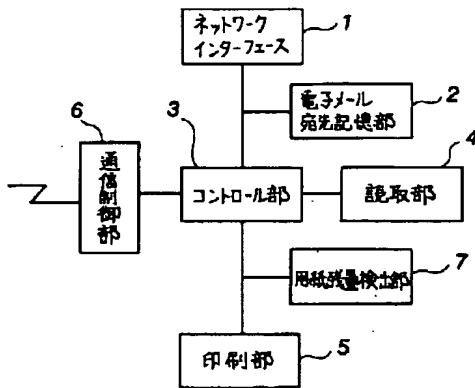 ネットワーク
インターフェース
1
電子メール
宛先記憶部
2
6
通信制御部
3
コントロール部
4
読取部
用紙残量検出部
7
印刷部
5